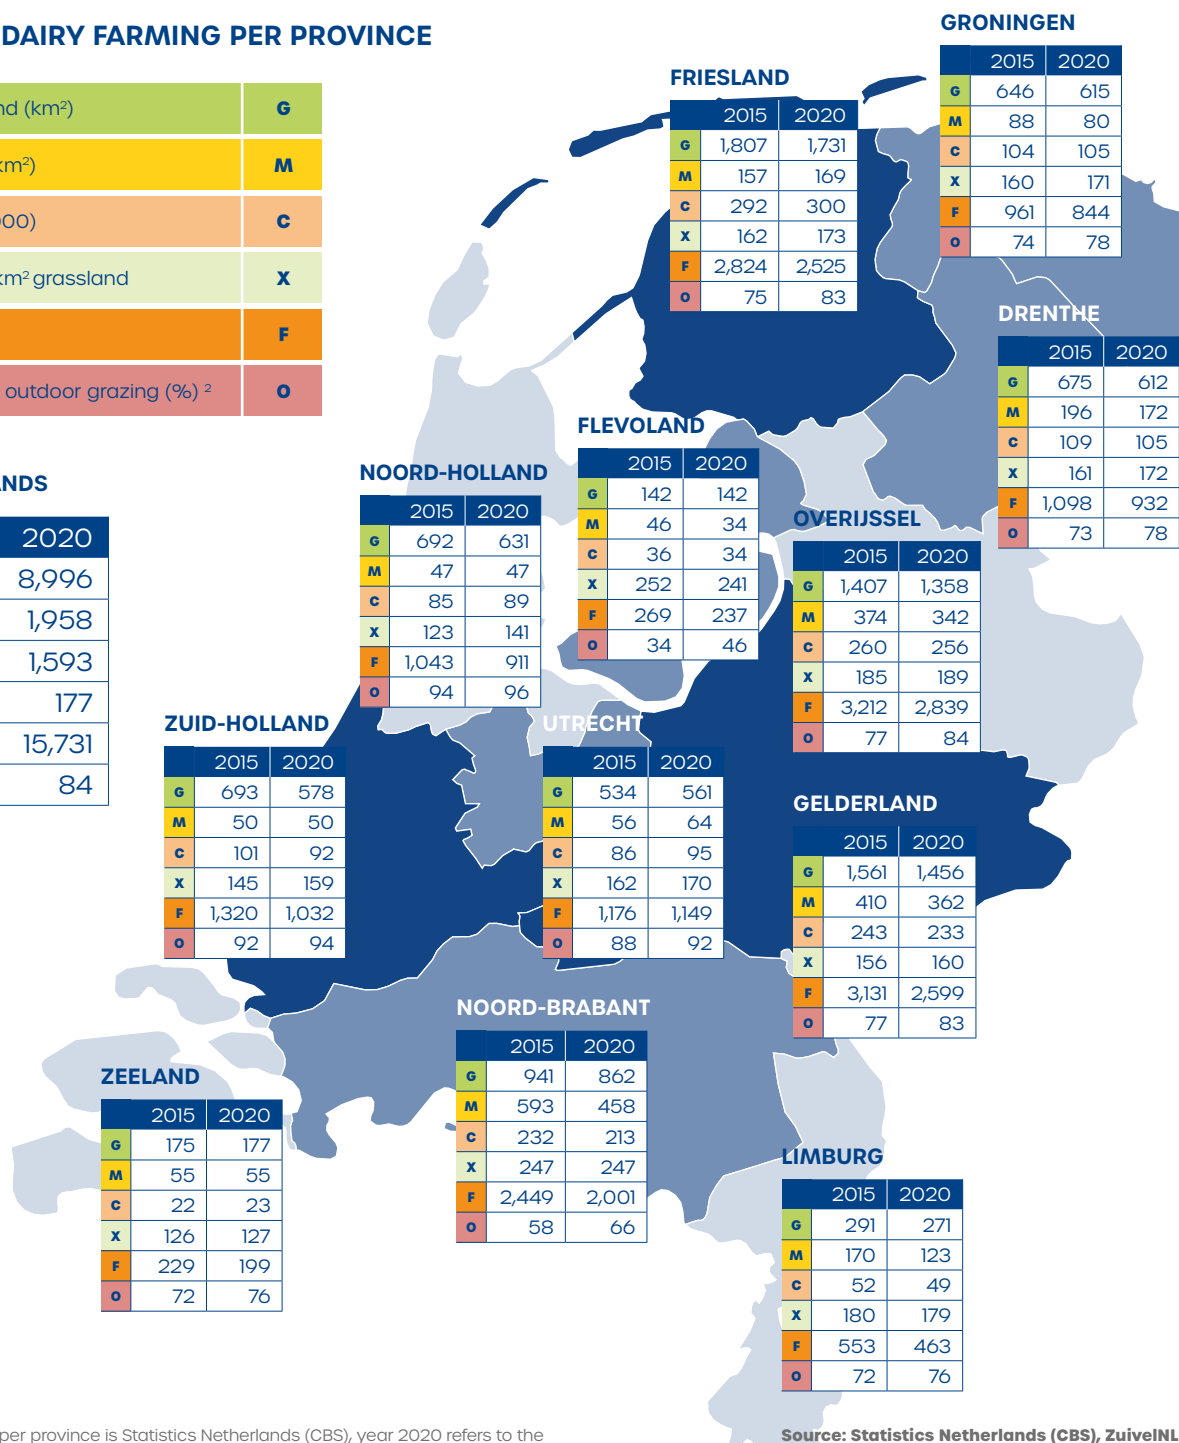 DAIRY FARMING PER PROVINCE
nd (km²) G
km²) M
000) C
km² grassland X
F
outdoor grazing (%) ² O
ANDS
2020
8,996
1,958
1,593
177
15,731
84
GRONINGEN
2015 2020
G 646 615
M 88 80
C 104 105
X 160 171
F 961 844
O 74 78
FRIESLAND
2015 2020
G 1,807 1,731
M 157 169
C 292 300
X 162 173
F 2,824 2,525
O 75 83
DRENTHE
2015 2020
G 675 612
M 196 172
C 109 105
X 161 172
F 1,098 932
O 73 78
FLEVOLAND
2015 2020
G 142 142
M 46 34
C 36 34
X 252 241
F 269 237
O 34 46
NOORD-HOLLAND
2015 2020
G 692 631
M 47 47
C 85 89
X 123 141
F 1,043 911
O 94 96
OVERIJSSEL
2015 2020
G 1,407 1,358
M 374 342
C 260 256
X 185 189
F 3,212 2,839
O 77 84
ZUID-HOLLAND
2015 2020
G 693 578
M 50 50
C 101 92
X 145 159
F 1,320 1,032
O 92 94
UTRECHT
2015 2020
G 534 561
M 56 64
C 86 95
X 162 170
F 1,176 1,149
O 88 92
GELDERLAND
2015 2020
G 1,561 1,456
M 410 362
C 243 233
X 156 160
F 3,131 2,599
O 77 83
NOORD-BRABANT
2015 2020
G 941 862
M 593 458
C 232 213
X 247 247
F 2,449 2,001
O 58 66
ZEELAND
2015 2020
G 175 177
M 55 55
C 22 23
X 126 127
F 229 199
O 72 76
LIMBURG
2015 2020
G 291 271
M 170 123
C 52 49
X 180 179
F 553 463
O 72 76
per province is Statistics Netherlands (CBS), year 2020 refers to the
Source: Statistics Netherlands (CBS), ZuivelNL